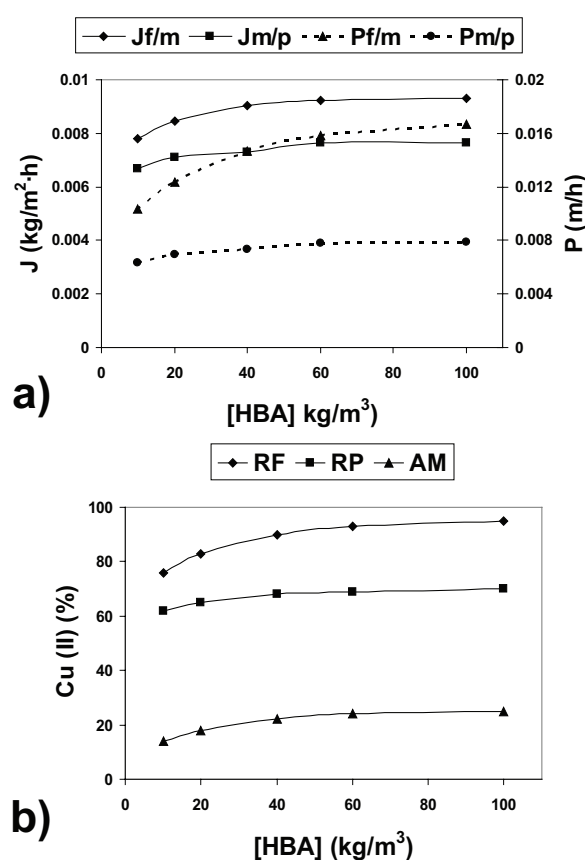 Jf/m Jm/p Pf/m Pm/p
0.01 0.02
0.008 0.016
0.006 0.012
0.004 0.008
0.002 0.004
0 0
J (kg/m²·h)
P (m/h)
0 20 40 60 80 100
[HBA] kg/m³)
a)
RF RP AM
100
80
60
40
20
0
Cu (II) (%)
0 20 40 60 80 100
[HBA] (kg/m³)
b)